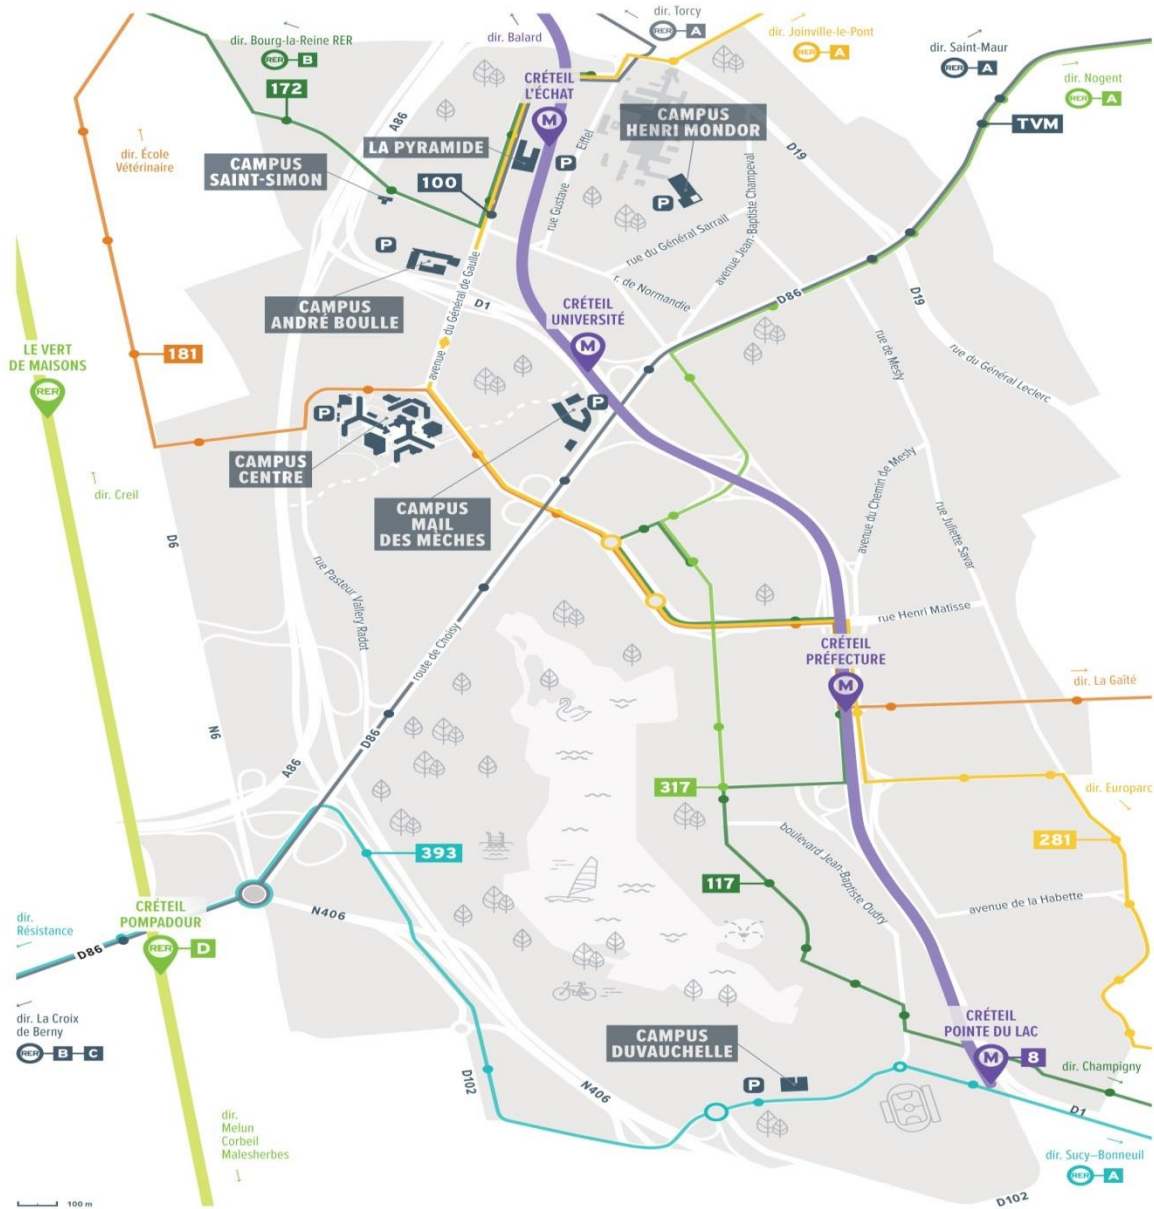 dir. Torcy
RER A
dir. Bourg-la-Reine RER
RER B
172
dir. Balard
dir. Joinville-le-Pont
RER A
dir. Saint-Maur
RER A
dir. Nogent
RER A
TVM
CRÉTEIL
L'ÉCHAT
M
CAMPUS
HENRI MONDOR
A86
D19
dir. École
Vétérinaire
LA PYRAMIDE
P
CAMPUS
SAINT-SIMON
100
rue Gustave Eiffel
P
avenue Jean-Baptiste Champeval
rue du Général Sarrail
P
r. de Normandie
D86
D19
CAMPUS
ANDRÉ BOULLE
D1
avenue du Général de Gaulle
CRÉTEIL
UNIVERSITÉ
M
rue de Mesly
rue du Général Leclerc
LE VERT
DE MAISONS
RER
181
P
P
CAMPUS
CENTRE
dir. Creil
CAMPUS
MAIL
DES MÈCHES
avenue du Chemin de Mesly
rue Juliette Savar
D6
rue Pasteur Vallery Radot
route de Choisy
rue Henri Matisse
CRÉTEIL
PRÉFECTURE
M
dir. La Gaîté
N6
A86
D86
317
dir. Europarc
281
393
boulevard Jean-Baptiste Oudry
117
avenue de la Habette
CRÉTEIL
POMPADOUR
RER D
N406
dir.
Résistance
D86
dir. La Croix
de Berny
RER B C
CRÉTEIL
POINTE DU LAC
M 8
CAMPUS
DUVAUCHELLE
P
dir. Champigny
D102
N406
D1
dir.
Melun
Corbeil
Malesherbes
dir. Sucy–Bonneuil
RER A
100 m
D102